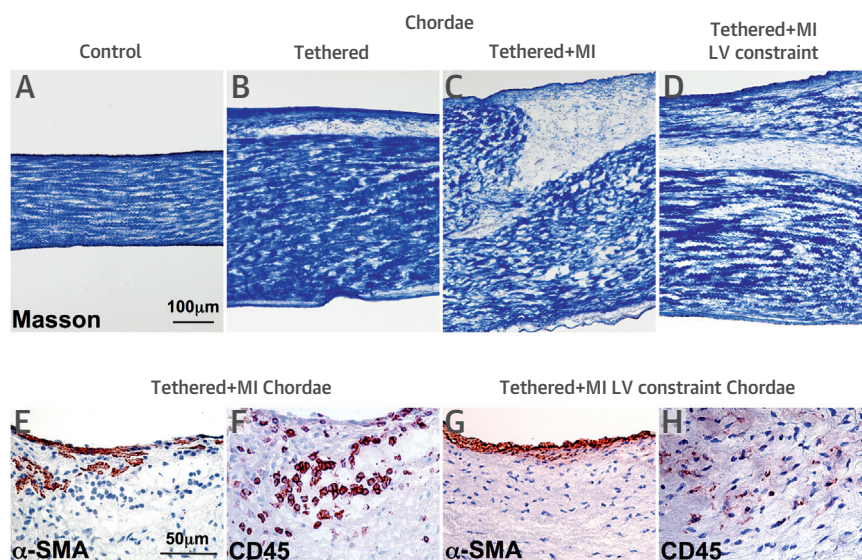 Chordae
Control
Tethered
Tethered+MI
Tethered+MI
LV constraint
A
B
C
D
Masson
100μm
Tethered+MI Chordae
Tethered+MI LV constraint Chordae
E
F
G
H
α-SMA
50μm
CD45
α-SMA
CD45